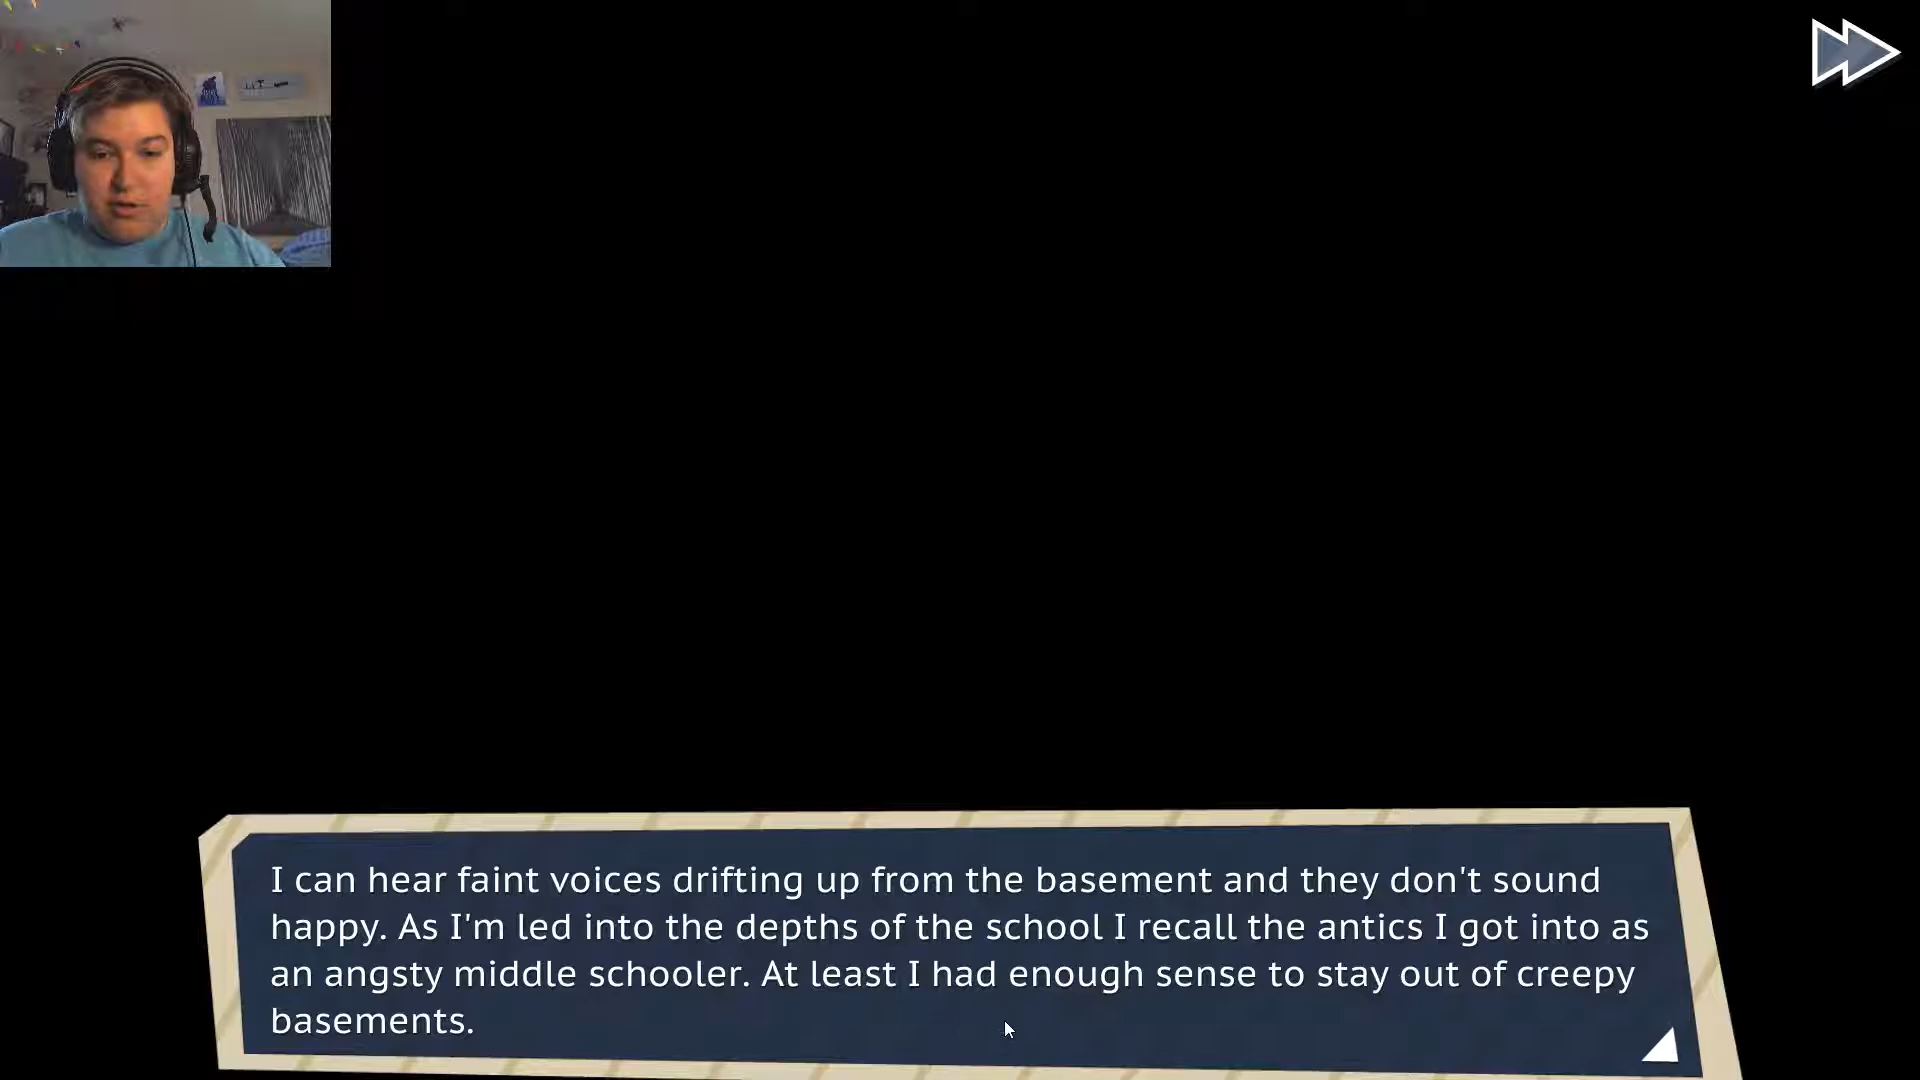 I can hear faint voices drifting up from the basement and they don't sound
happy. As I'm led into the depths of the school I recall the antics I got into as
an angsty middle schooler. At least I had enough sense to stay out of creepy
basements.